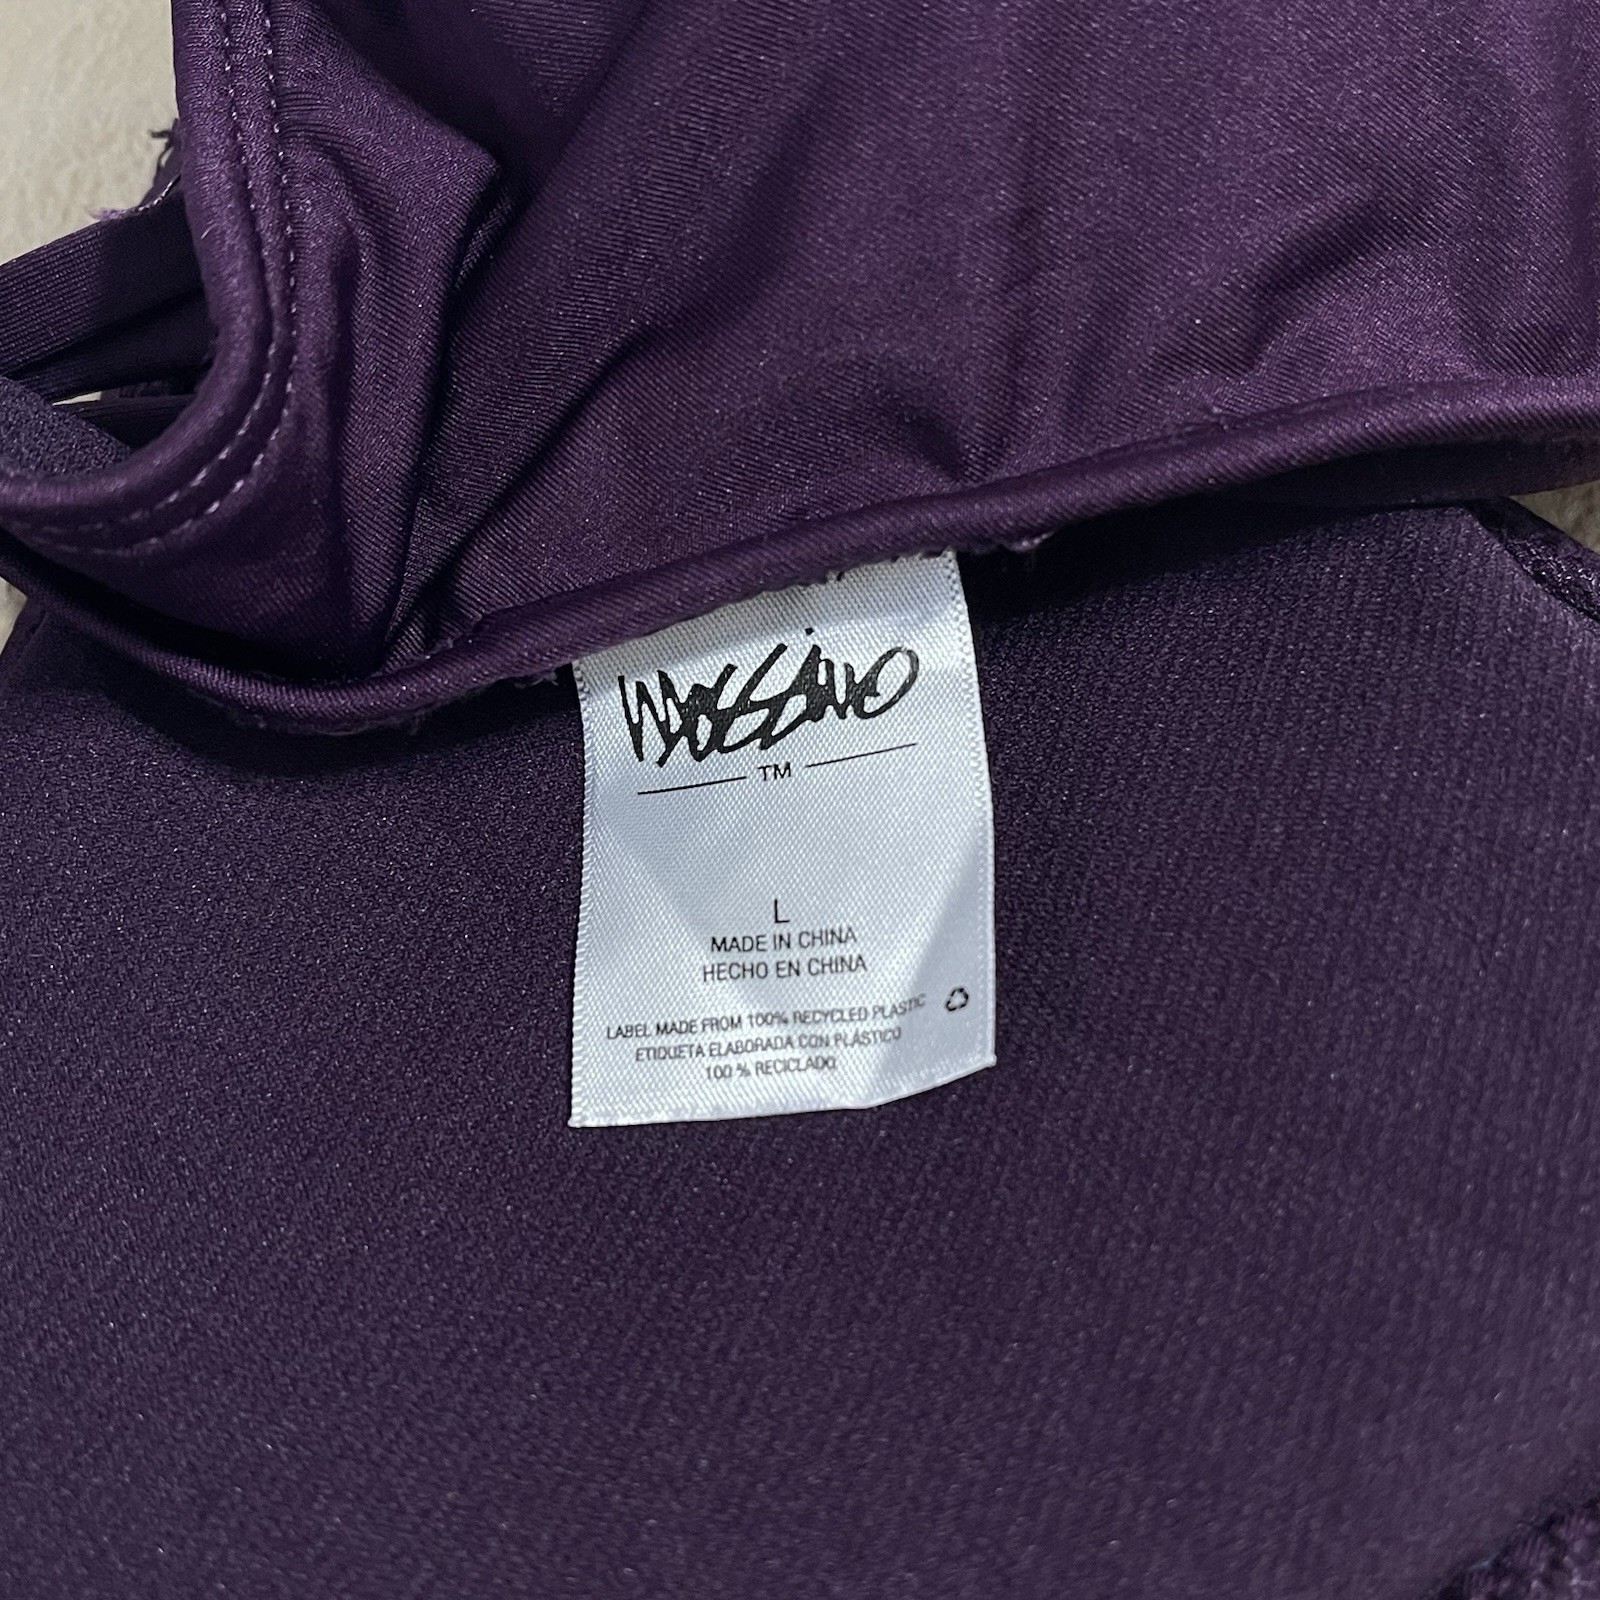 mossimo
TM
L
MADE IN CHINA
HECHO EN CHINA
LABEL MADE FROM 100% RECYCLED PLASTIC
ETIQUETA ELABORADA CON PLÁSTICO
100 % RECICLADO